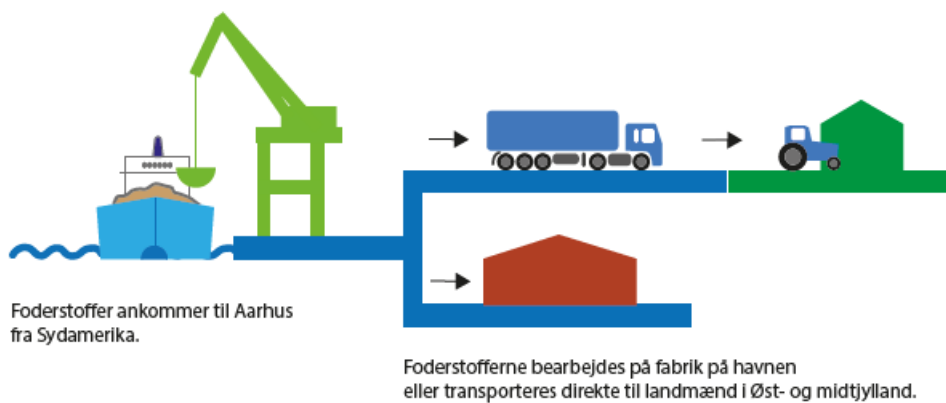 Foderstoffer ankommer til Aarhus
fra Sydamerika.
Foderstofferne bearbejdes på fabrik på havnen
eller transporteres direkte til landmænd i Øst- og midtjylland.